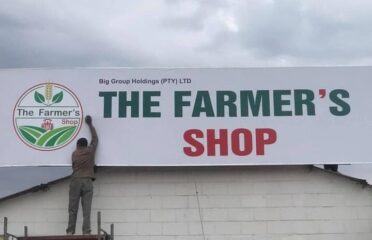 Big Group Holdings (PTY) LTD
The Farmer's
Shop
THE FARMER'S
SHOP